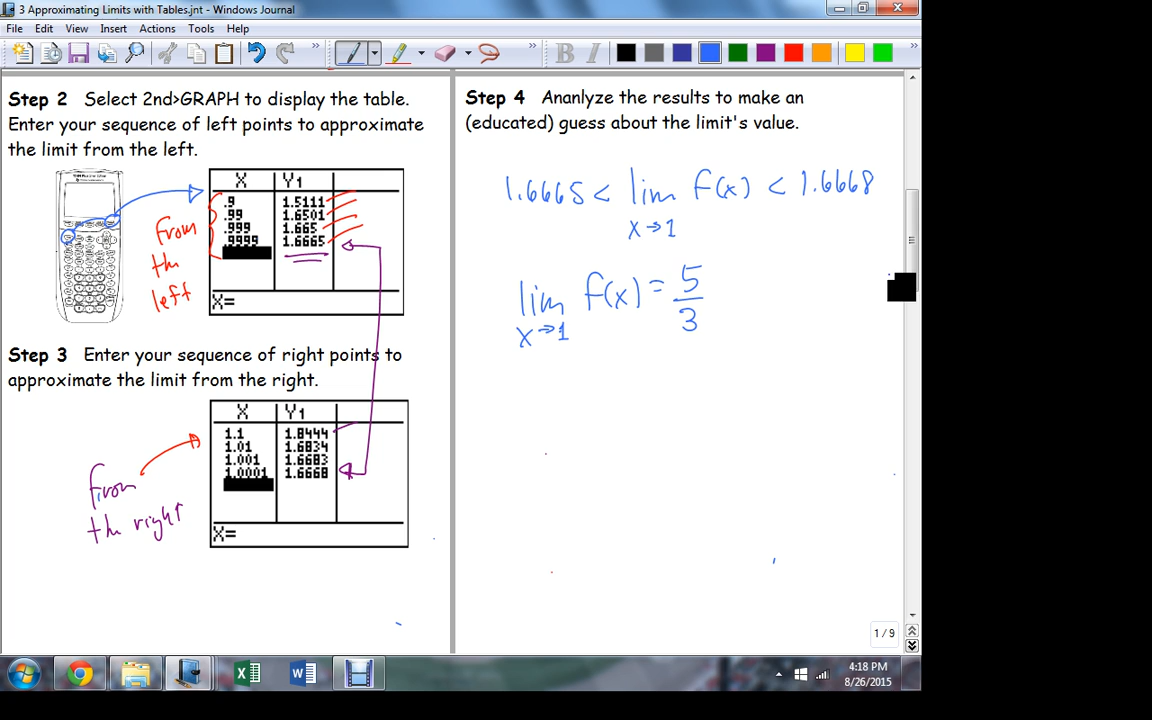 3 Approximating Limits with Tables.jnt - Windows Journal
File Edit View Insert Actions Tools Help
B I
Step 2 Select 2nd>GRAPH to display the table.
Enter your sequence of left points to approximate
the limit from the left.
X Y1
.9 1.5111
.99 1.6501
.999 1.665
.9999 1.6665
X=
from
the
left
Step 3 Enter your sequence of right points to
approximate the limit from the right.
X Y1
1.1 1.8444
1.01 1.6834
1.001 1.6683
1.0001 1.6668
X=
from
the right
Step 4 Ananlyze the results to make an
(educated) guess about the limit's value.
1.6665 < lim f(x) < 1.6668
x→1
lim f(x) = 5/3
x→1
1 / 9
4:18 PM
8/26/2015